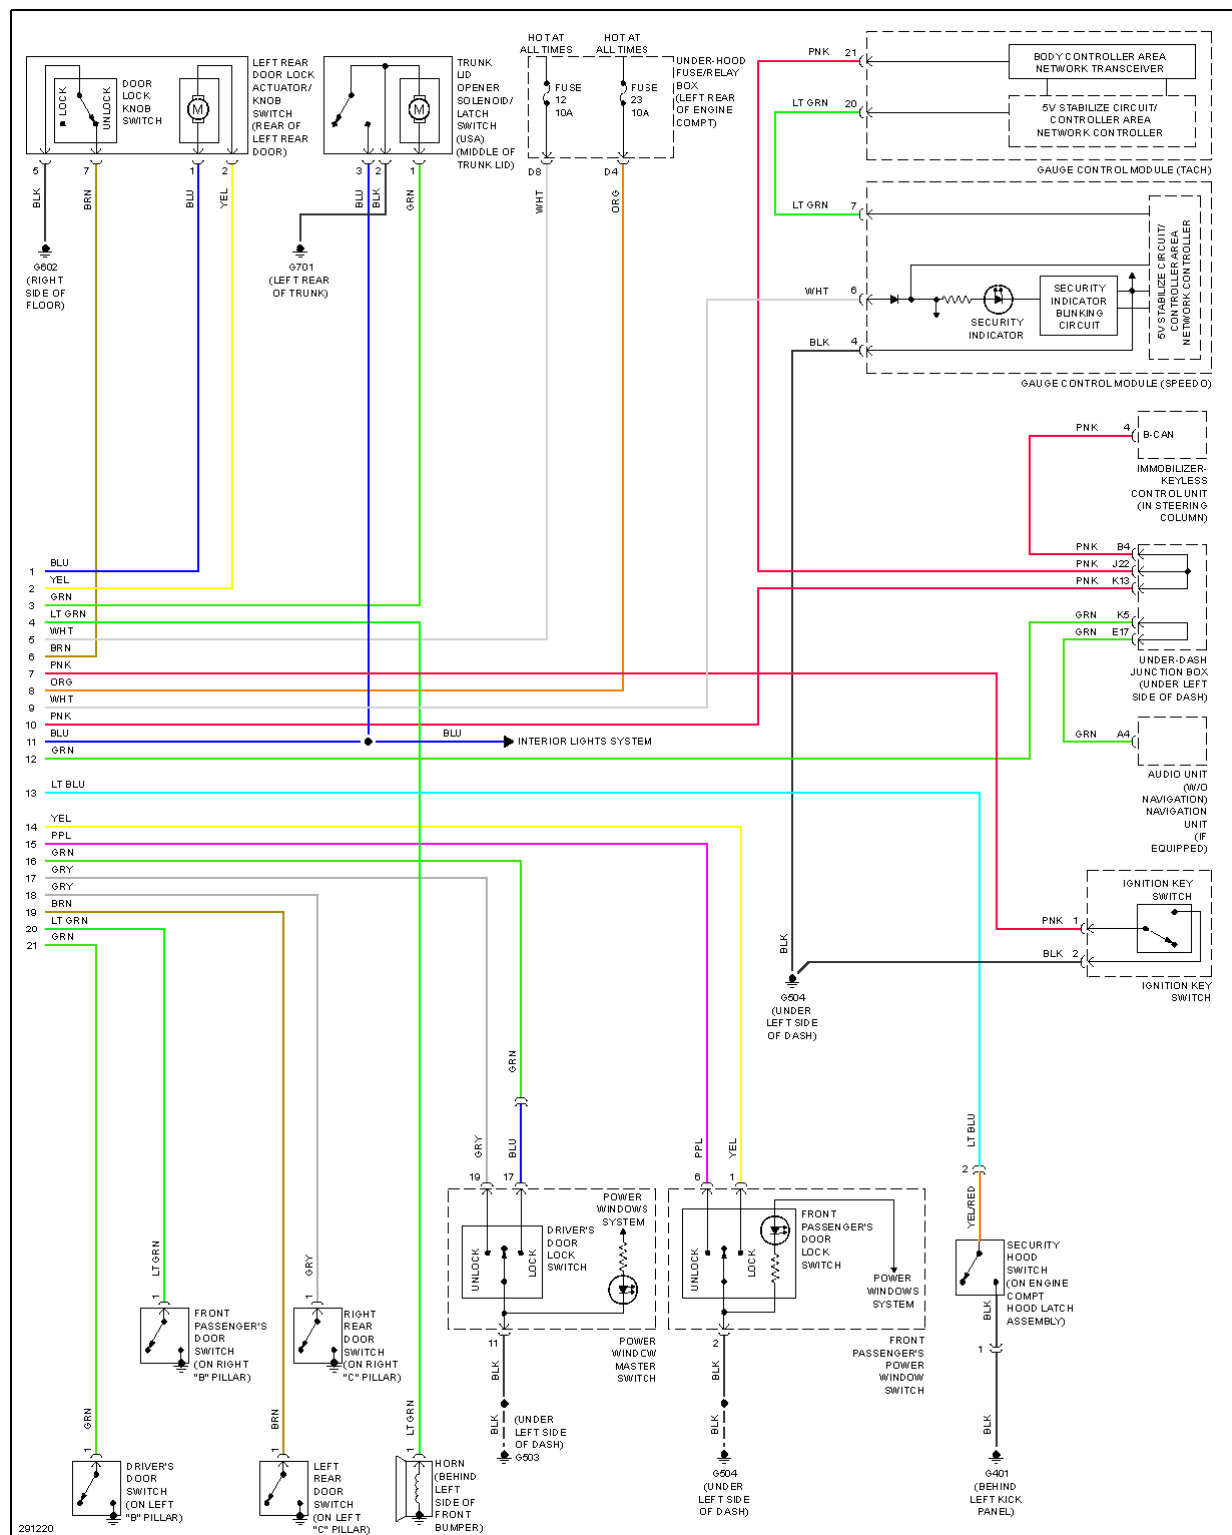 HOT AT
ALL TIMES
HOT AT
ALL TIMES
LEFT REAR
DOOR LOCK
ACTUATOR/
KNOB
SWITCH
(REAR OF
LEFT REAR
DOOR)
DOOR
LOCK
KNOB
SWITCH
LOCK
UNLOCK
M
TRUNK
LID
OPENER
SOLENOID/
LATCH
SWITCH
(USA)
(MIDDLE OF
TRUNK LID)
M
FUSE
12
10A
FUSE
23
10A
UNDER-HOOD
FUSE/RELAY
BOX
(LEFT REAR
OF ENGINE
COMPT)
PNK 21
BODY CONTROLLER AREA
NETWORK TRANSCEIVER
LT GRN 20
5V STABILIZE CIRCUIT/
CONTROLLER AREA
NETWORK CONTROLLER
GAUGE CONTROL MODULE (TACH)
5
7
1
2
3
2
1
D8
D4
BLK
BRN
BLU
YEL
BLU
BLK
GRN
WHT
ORG
G602
(RIGHT
SIDE OF
FLOOR)
G701
(LEFT REAR
OF TRUNK)
LT GRN 7
WHT 6
BLK 4
SECURITY
INDICATOR
SECURITY
INDICATOR
BLINKING
CIRCUIT
5V STABILIZE CIRCUIT/
CONTROLLER AREA
NETWORK CONTROLLER
GAUGE CONTROL MODULE (SPEEDO)
PNK 4
B-CAN
IMMOBILIZER-
KEYLESS
CONTROL UNIT
(IN STEERING
COLUMN)
PNK B4
PNK J22
PNK K13
GRN K5
GRN E17
UNDER-DASH
JUNCTION BOX
(UNDER LEFT
SIDE OF DASH)
GRN A4
AUDIO UNIT
(W/O
NAVIGATION)
NAVIGATION
UNIT
(IF
EQUIPPED)
1 BLU
2 YEL
3 GRN
4 LT GRN
5 WHT
6 BRN
7 PNK
8 ORG
9 WHT
10 PNK
11 BLU
BLU
INTERIOR LIGHTS SYSTEM
12 GRN
13 LT BLU
14 YEL
15 PPL
16 GRN
17 GRY
18 GRY
19 BRN
20 LT GRN
21 GRN
IGNITION KEY
SWITCH
PNK 1
BLK 2
IGNITION KEY
SWITCH
BLK
G504
(UNDER
LEFT SIDE
OF DASH)
GRN
GRY
BLU
PPL
YEL
LT BLU
19
17
6
1
2
YEL/RED
POWER
WINDOWS
SYSTEM
DRIVER'S
DOOR
LOCK
SWITCH
UNLOCK
LOCK
11
POWER
WINDOW
MASTER
SWITCH
FRONT
PASSENGER'S
DOOR
LOCK
SWITCH
UNLOCK
LOCK
POWER
WINDOWS
SYSTEM
2
FRONT
PASSENGER'S
POWER
WINDOW
SWITCH
SECURITY
HOOD
SWITCH
(ON ENGINE
COMPT
HOOD LATCH
ASSEMBLY)
BLK
1
BLK
G401
(BEHIND
LEFT KICK
PANEL)
LT GRN
1
FRONT
PASSENGER'S
DOOR
SWITCH
(ON RIGHT
"B" PILLAR)
GRY
1
RIGHT
REAR
DOOR
SWITCH
(ON RIGHT
"C" PILLAR)
BLK
BLK
(UNDER
LEFT SIDE
OF DASH)
G503
BLK
BLK
G504
(UNDER
LEFT SIDE
OF DASH)
GRN
1
DRIVER'S
DOOR
SWITCH
(ON LEFT
"B" PILLAR)
BRN
1
LEFT
REAR
DOOR
SWITCH
(ON LEFT
"C" PILLAR)
LT GRN
1
HORN
(BEHIND
LEFT
SIDE OF
FRONT
BUMPER)
291220